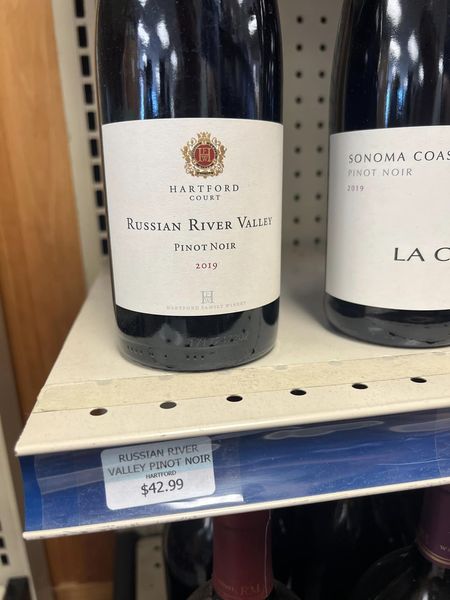 HARTFORD
COURT
RUSSIAN RIVER VALLEY
PINOT NOIR
2019
HARTFORD FAMILY WINERY
SONOMA COAS
PINOT NOIR
2019
LA C
RUSSIAN RIVER
VALLEY PINOT NOIR
HARTFORD
$42.99